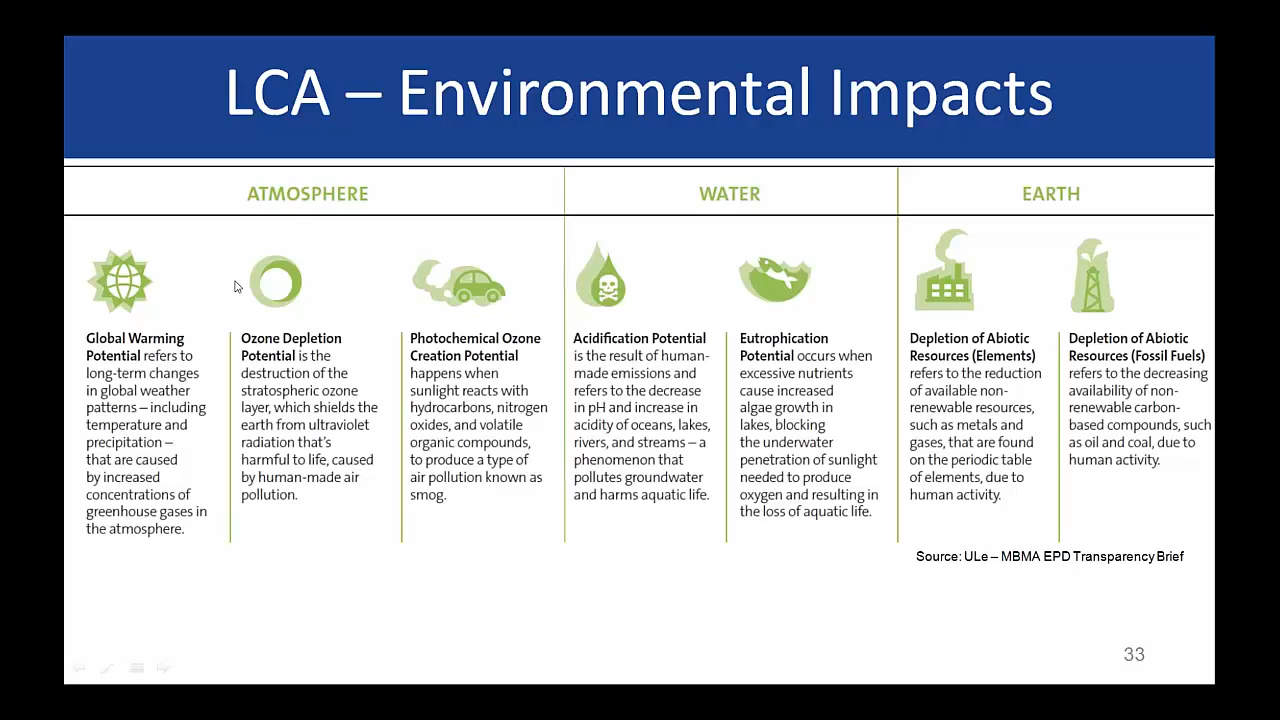 LCA – Environmental Impacts
ATMOSPHERE
WATER
EARTH
Global Warming
Potential refers to
long-term changes
in global weather
patterns – including
temperature and
precipitation –
that are caused
by increased
concentrations of
greenhouse gases in
the atmosphere.
Ozone Depletion
Potential is the
destruction of the
stratospheric ozone
layer, which shields the
earth from ultraviolet
radiation that's
harmful to life, caused
by human-made air
pollution.
Photochemical Ozone
Creation Potential
happens when
sunlight reacts with
hydrocarbons, nitrogen
oxides, and volatile
organic compounds,
to produce a type of
air pollution known as
smog.
Acidification Potential
is the result of human-
made emissions and
refers to the decrease
in pH and increase in
acidity of oceans, lakes,
rivers, and streams – a
phenomenon that
pollutes groundwater
and harms aquatic life.
Eutrophication
Potential occurs when
excessive nutrients
cause increased
algae growth in
lakes, blocking
the underwater
penetration of sunlight
needed to produce
oxygen and resulting in
the loss of aquatic life.
Depletion of Abiotic
Resources (Elements)
refers to the reduction
of available non-
renewable resources,
such as metals and
gases, that are found
on the periodic table
of elements, due to
human activity.
Depletion of Abiotic
Resources (Fossil Fuels)
refers to the decreasing
availability of non-
renewable carbon-
based compounds, such
as oil and coal, due to
human activity.
Source: ULe – MBMA EPD Transparency Brief
33